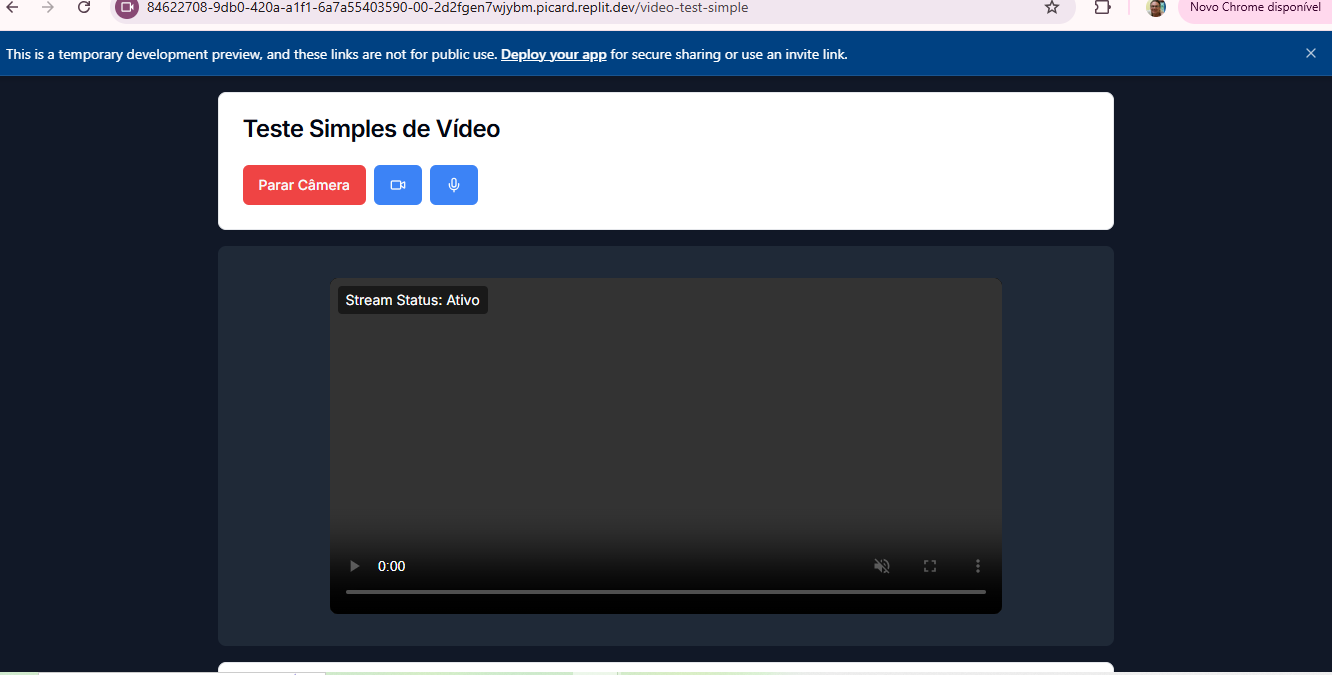 84622708-9db0-420a-a1f1-6a7a55403590-00-2d2fgen7wjybm.picard.replit.dev/video-test-simple
Novo Chrome disponível
This is a temporary development preview, and these links are not for public use. Deploy your app for secure sharing or use an invite link.
Teste Simples de Vídeo
Parar Câmera
Stream Status: Ativo
0:00